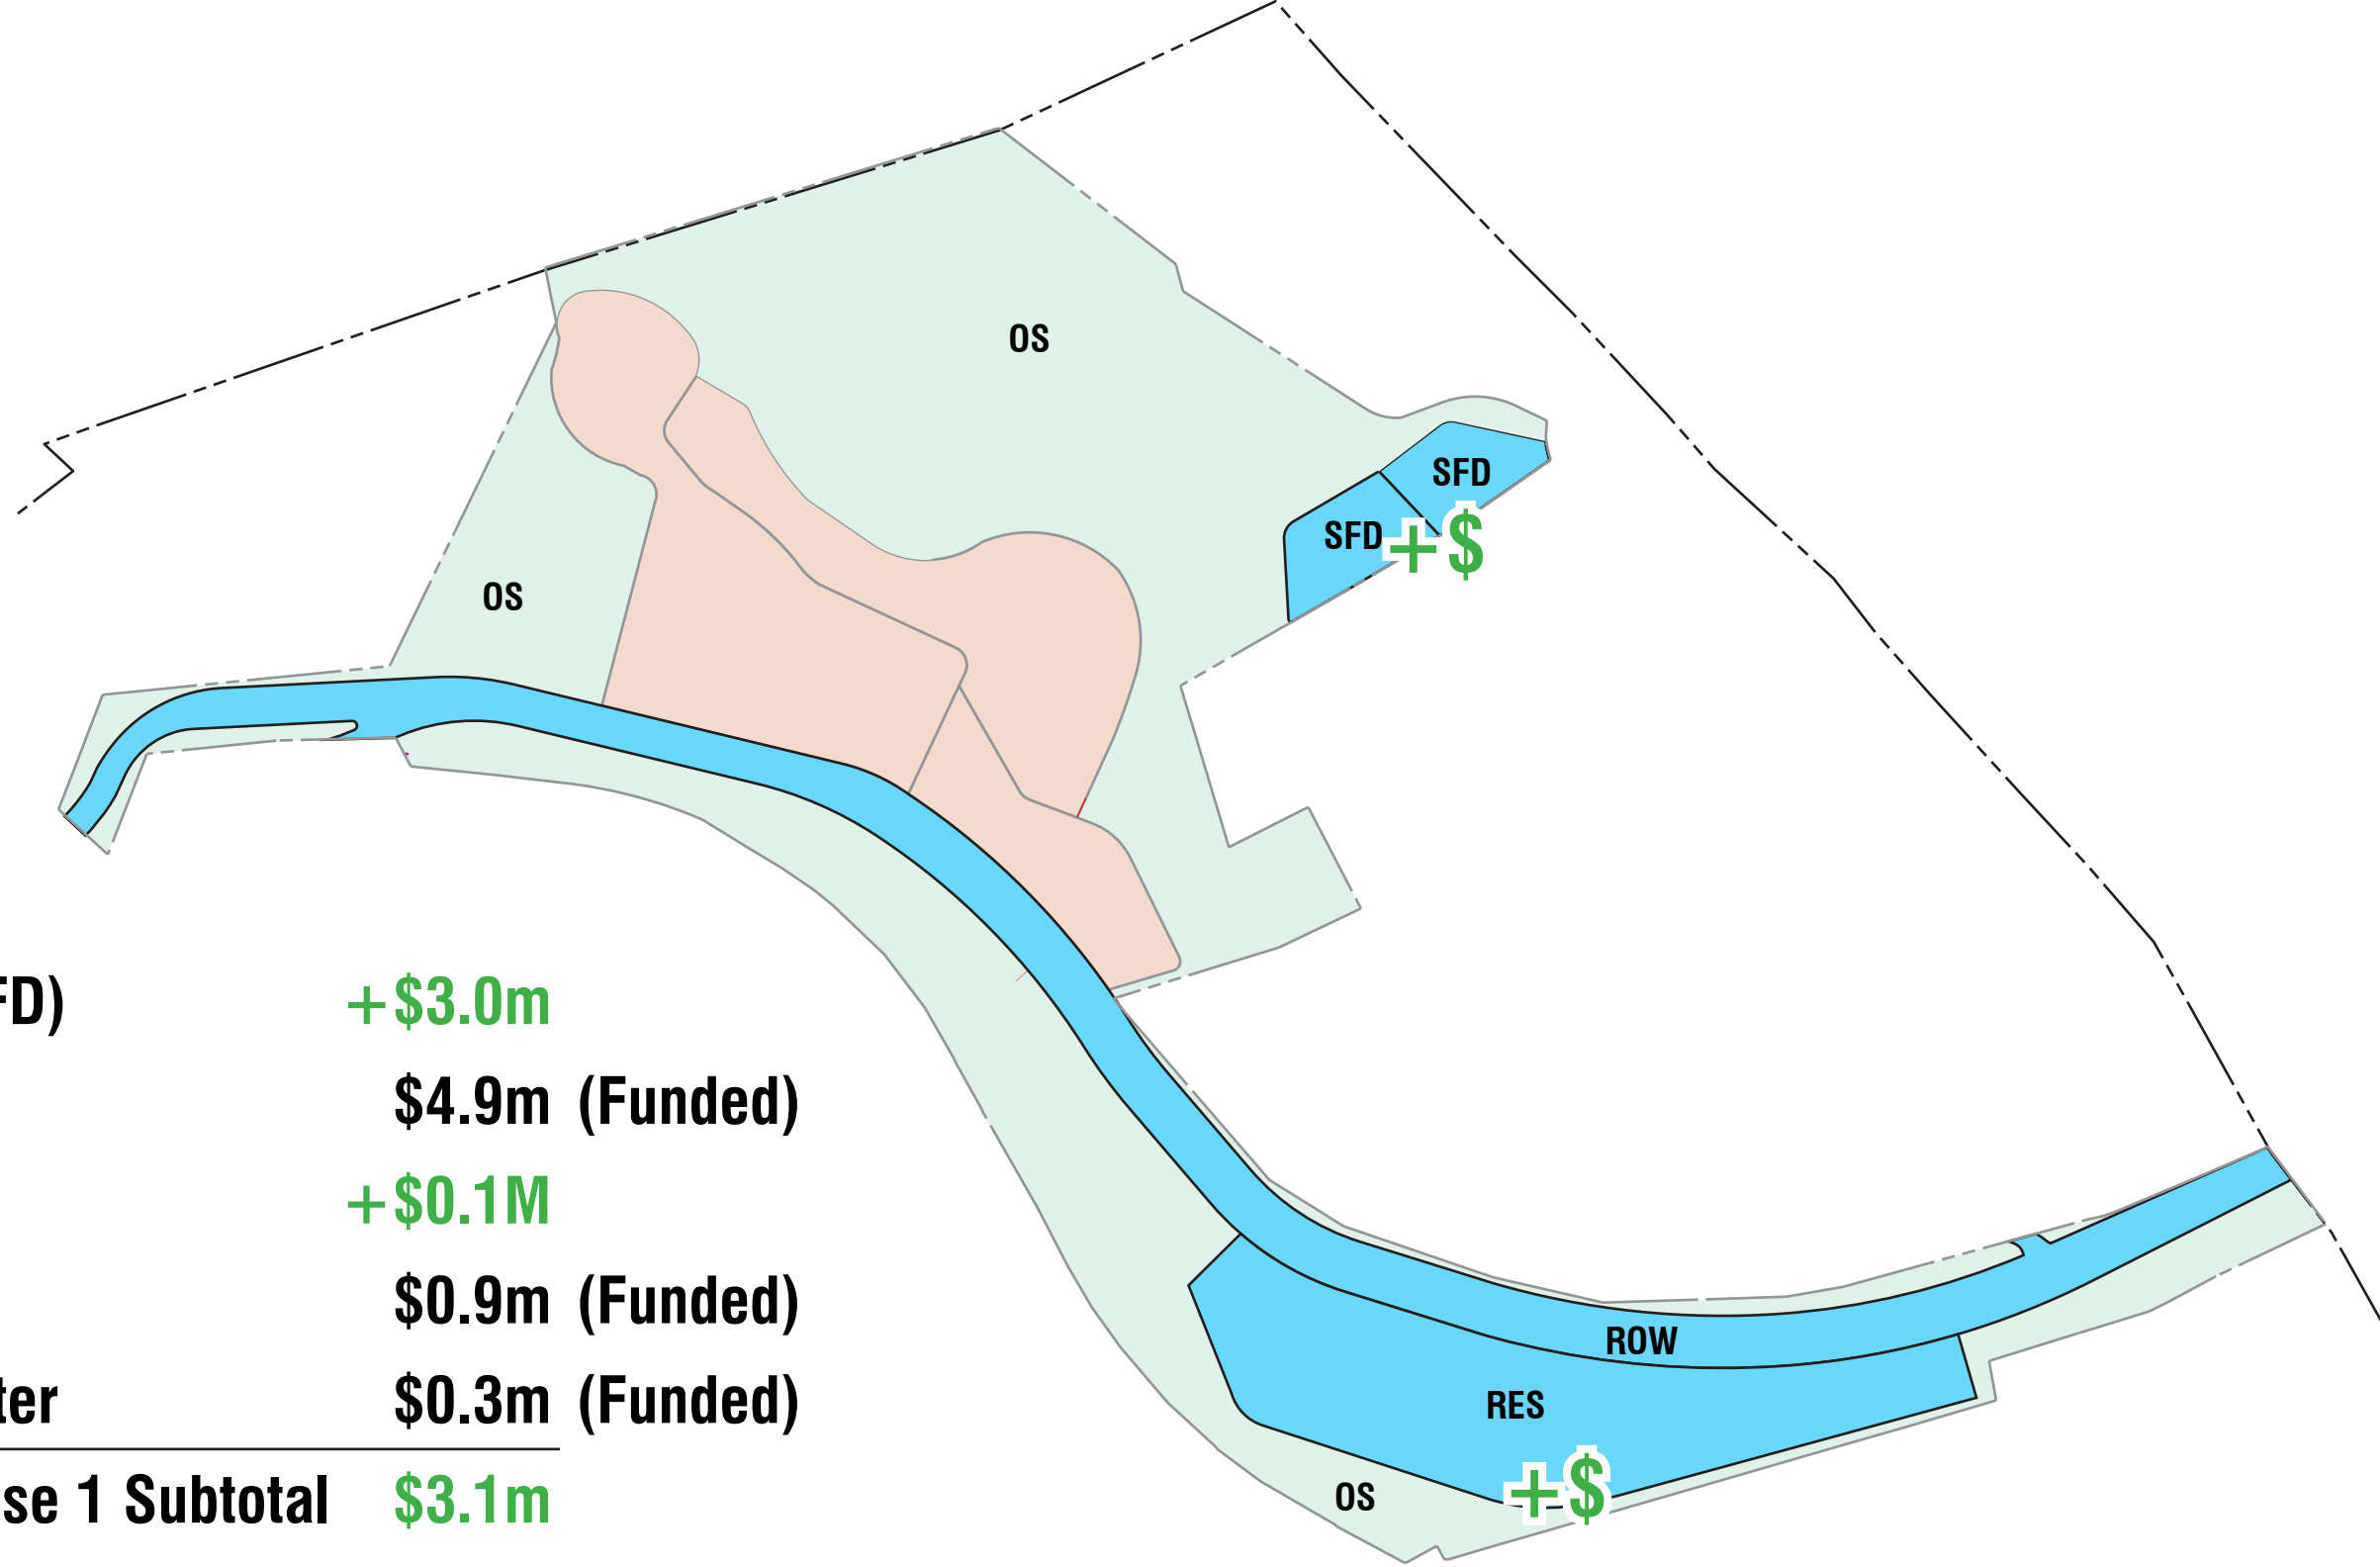 OS
SFD
SFD
+$
OS
FD) +$3.0m
$4.9m (Funded)
+$0.1M
$0.9m (Funded)
ter $0.3m (Funded)
se 1 Subtotal $3.1m
ROW
RES
OS
+$